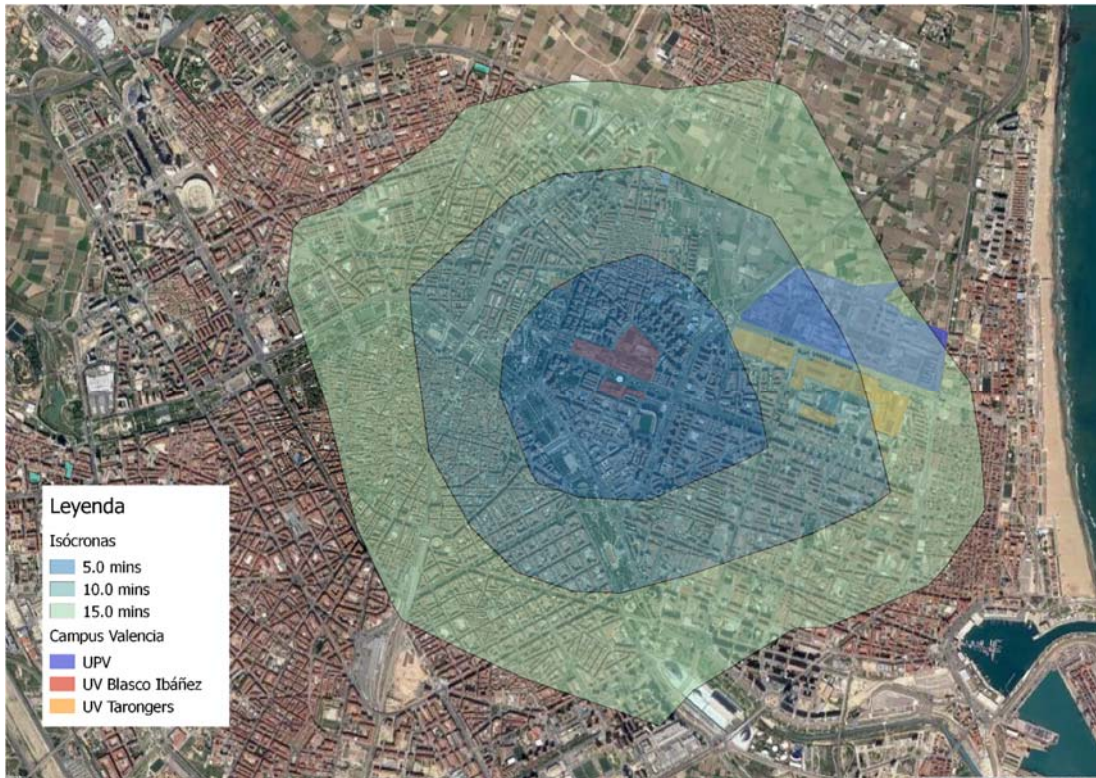 Leyenda
Isócronas
5.0 mins
10.0 mins
15.0 mins
Campus Valencia
UPV
UV Blasco Ibáñez
UV Tarongers